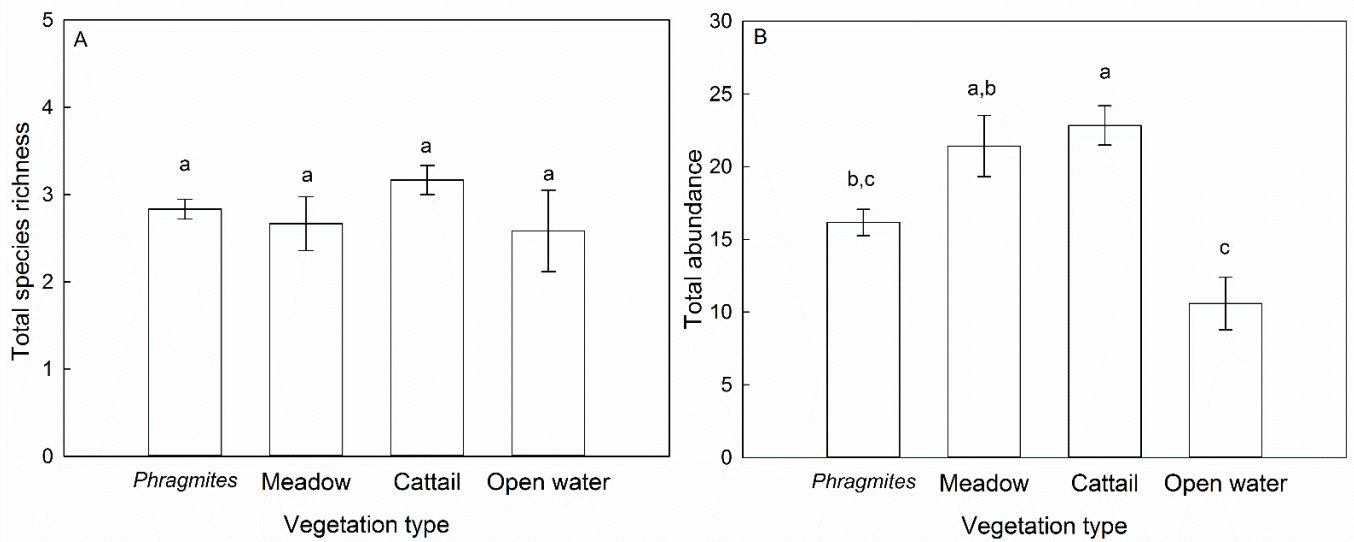 A
Total species richness
5
4
3
2
1
0
a
a
a
a
Phragmites Meadow Cattail Open water
Vegetation type
B
Total abundance
30
25
20
15
10
5
0
b,c
a,b
a
c
Phragmites Meadow Cattail Open water
Vegetation type